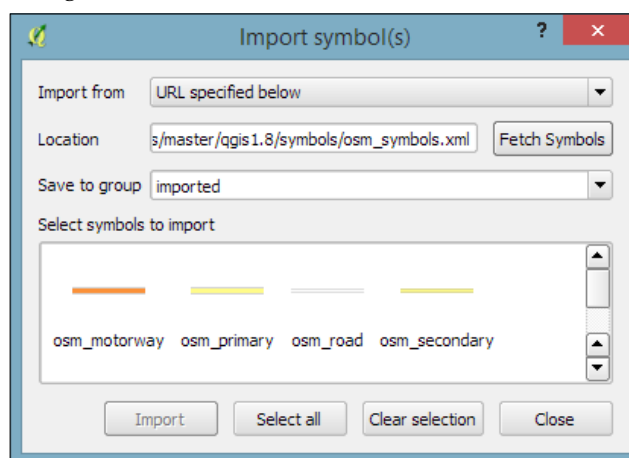 Import symbol(s)
?
x
Import from URL specified below
Location s/master/qgis1.8/symbols/osm_symbols.xml Fetch Symbols
Save to group imported
Select symbols to import
osm_motorway osm_primary osm_road osm_secondary
Import Select all Clear selection Close